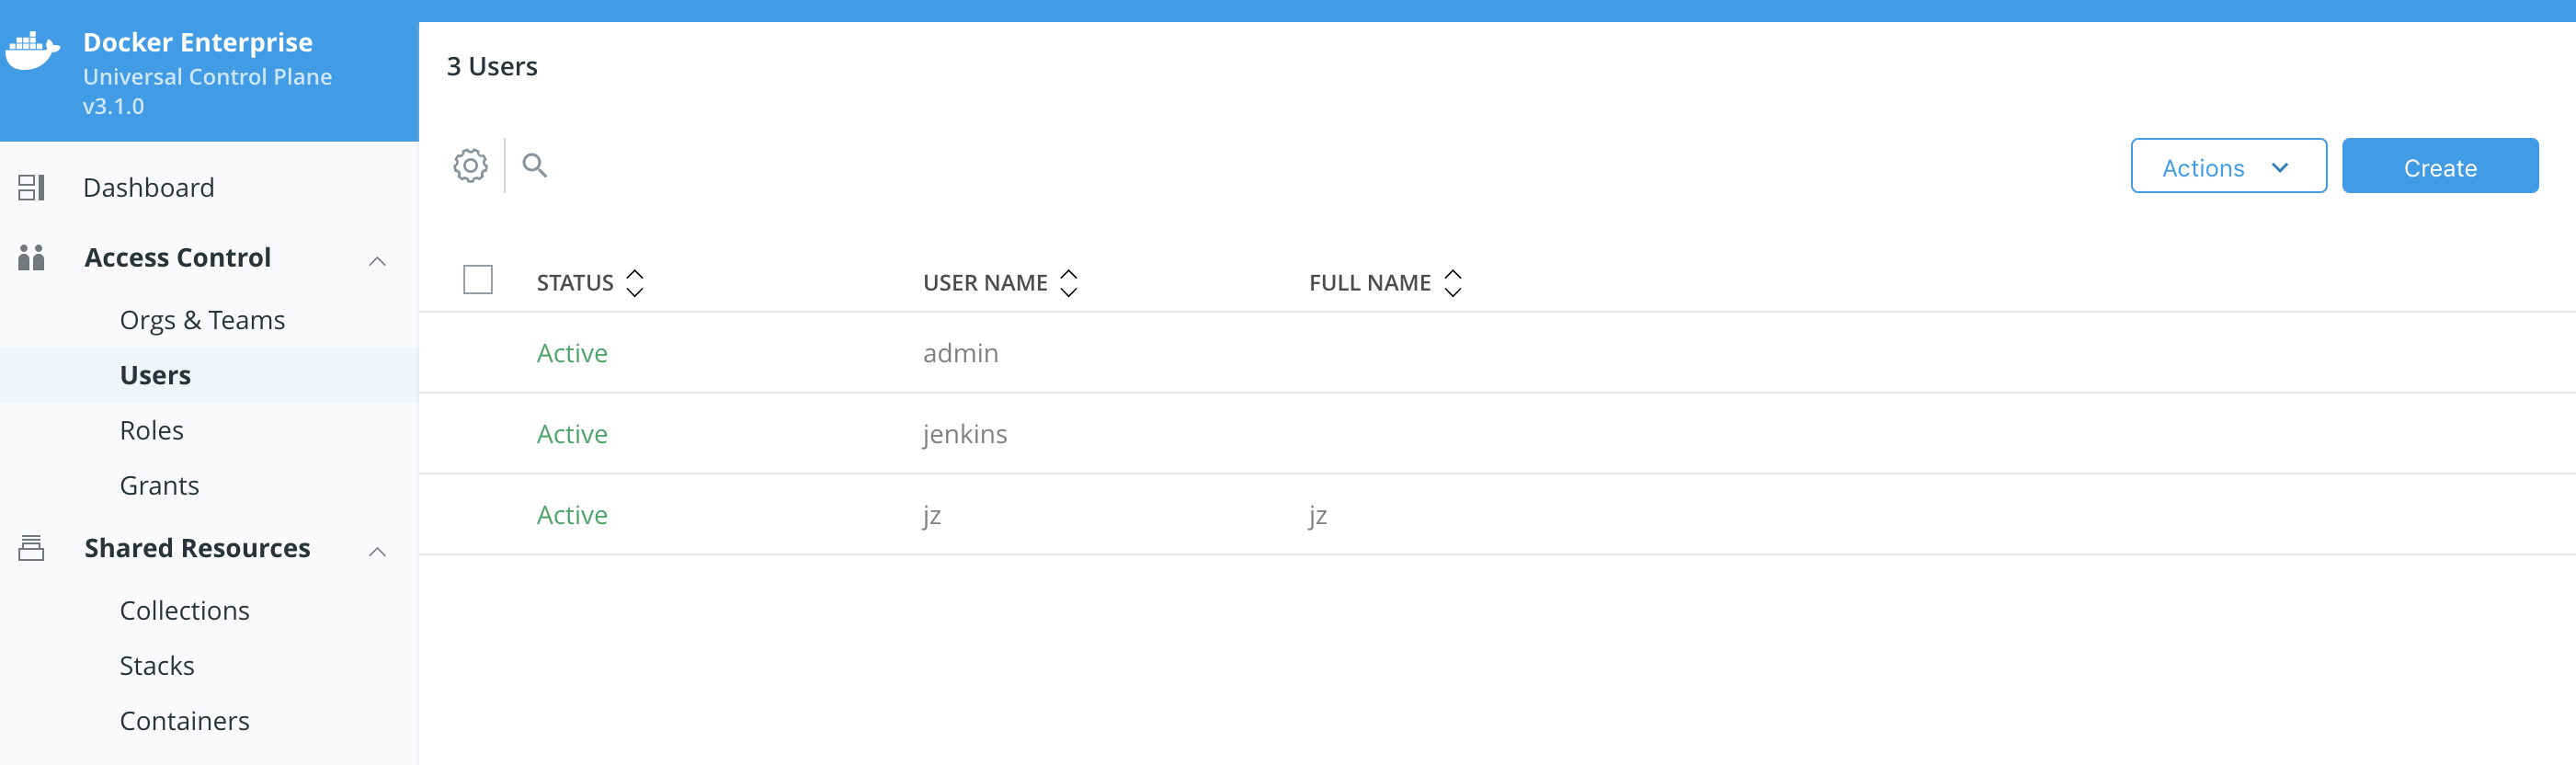 Docker Enterprise
Universal Control Plane
v3.1.0
Dashboard
Access Control
Orgs & Teams
Users
Roles
Grants
Shared Resources
Collections
Stacks
Containers
3 Users
Actions
Create
STATUS USER NAME FULL NAME
Active admin
Active jenkins
Active jz jz